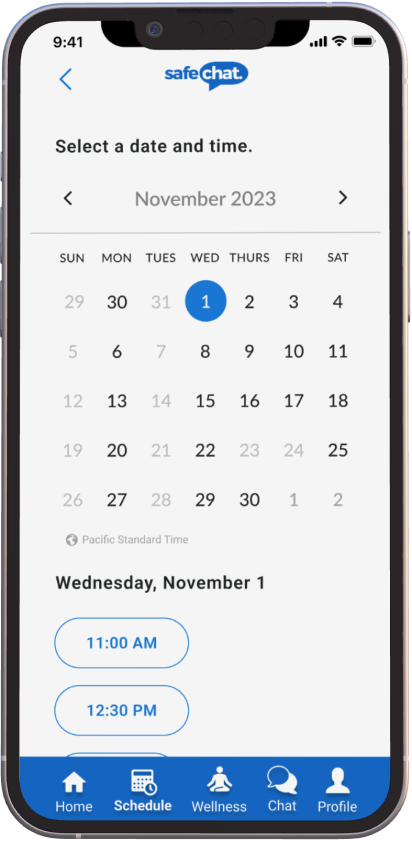 9:41
safechat.
Select a date and time.
November 2023
SUN MON TUES WED THURS FRI SAT
29 30 31 1 2 3 4
5 6 7 8 9 10 11
12 13 14 15 16 17 18
19 20 21 22 23 24 25
26 27 28 29 30 1 2
Pacific Standard Time
Wednesday, November 1
11:00 AM
12:30 PM
Home Schedule Wellness Chat Profile